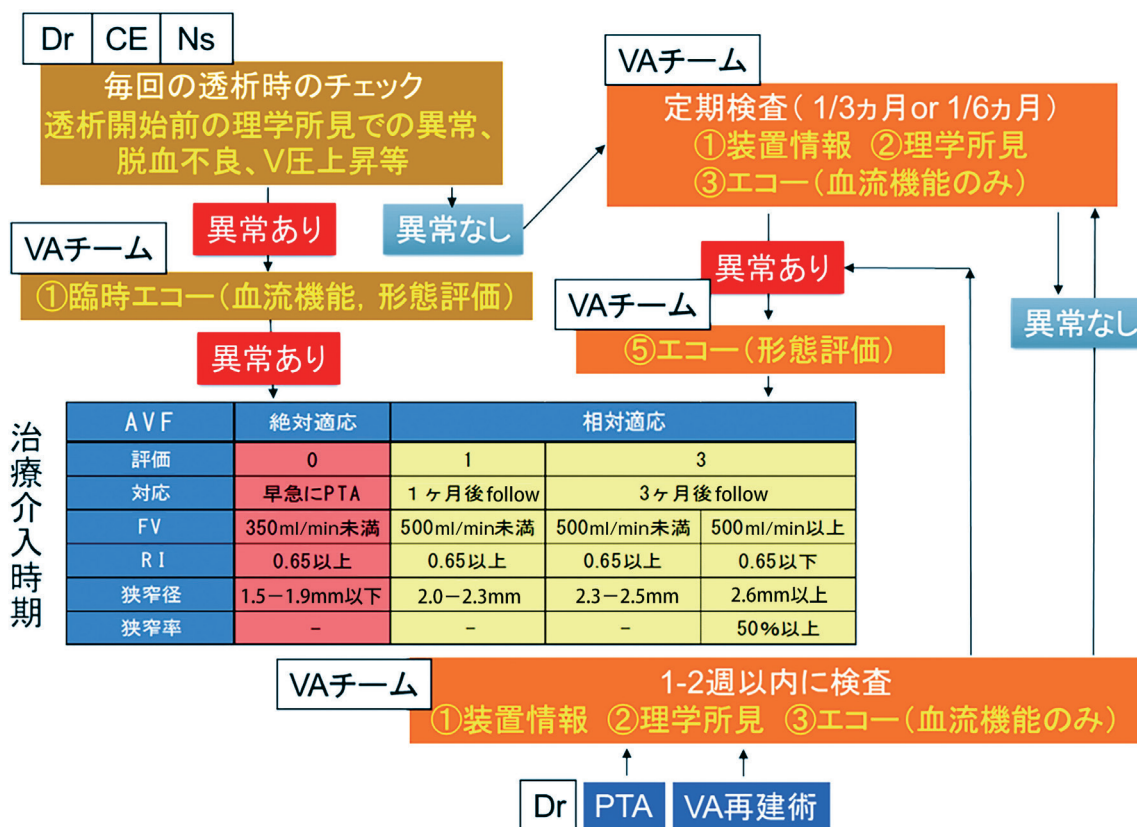 Dr CE Ns
毎回の透析時のチェック
透析開始前の理学所見での異常、
脱血不良、V圧上昇等
異常あり
異常なし
VAチーム
定期検査(1/3ヵ月or 1/6ヵ月)
①装置情報 ②理学所見
③エコー(血流機能のみ)
VAチーム
①臨時エコー(血流機能, 形態評価)
異常あり
異常あり
異常なし
VAチーム
⑤エコー(形態評価)
治療介入時期
AVF 絶対適応 相対適応
評価 0 1 3
対応 早急にPTA 1ヶ月後follow 3ヶ月後follow
FV 350ml/min未満 500ml/min未満 500ml/min未満 500ml/min以上
RI 0.65以上 0.65以上 0.65以上 0.65以下
狭窄径 1.5−1.9mm以下 2.0−2.3mm 2.3−2.5mm 2.6mm以上
狭窄率 − − − 50%以上
VAチーム
1-2週以内に検査
①装置情報 ②理学所見 ③エコー(血流機能のみ)
Dr PTA VA再建術